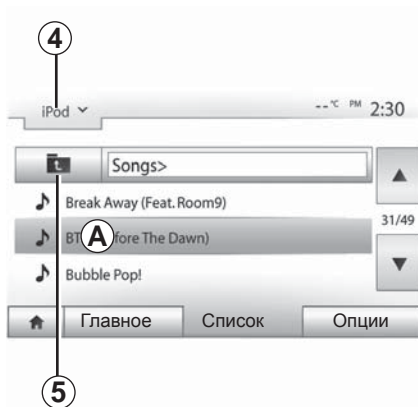 4
iPod
--°C PM 2:30
Songs>
Break Away (Feat. Room9)
31/49
BT A fore The Dawn)
Bubble Pop!
Главное Список Опции
5